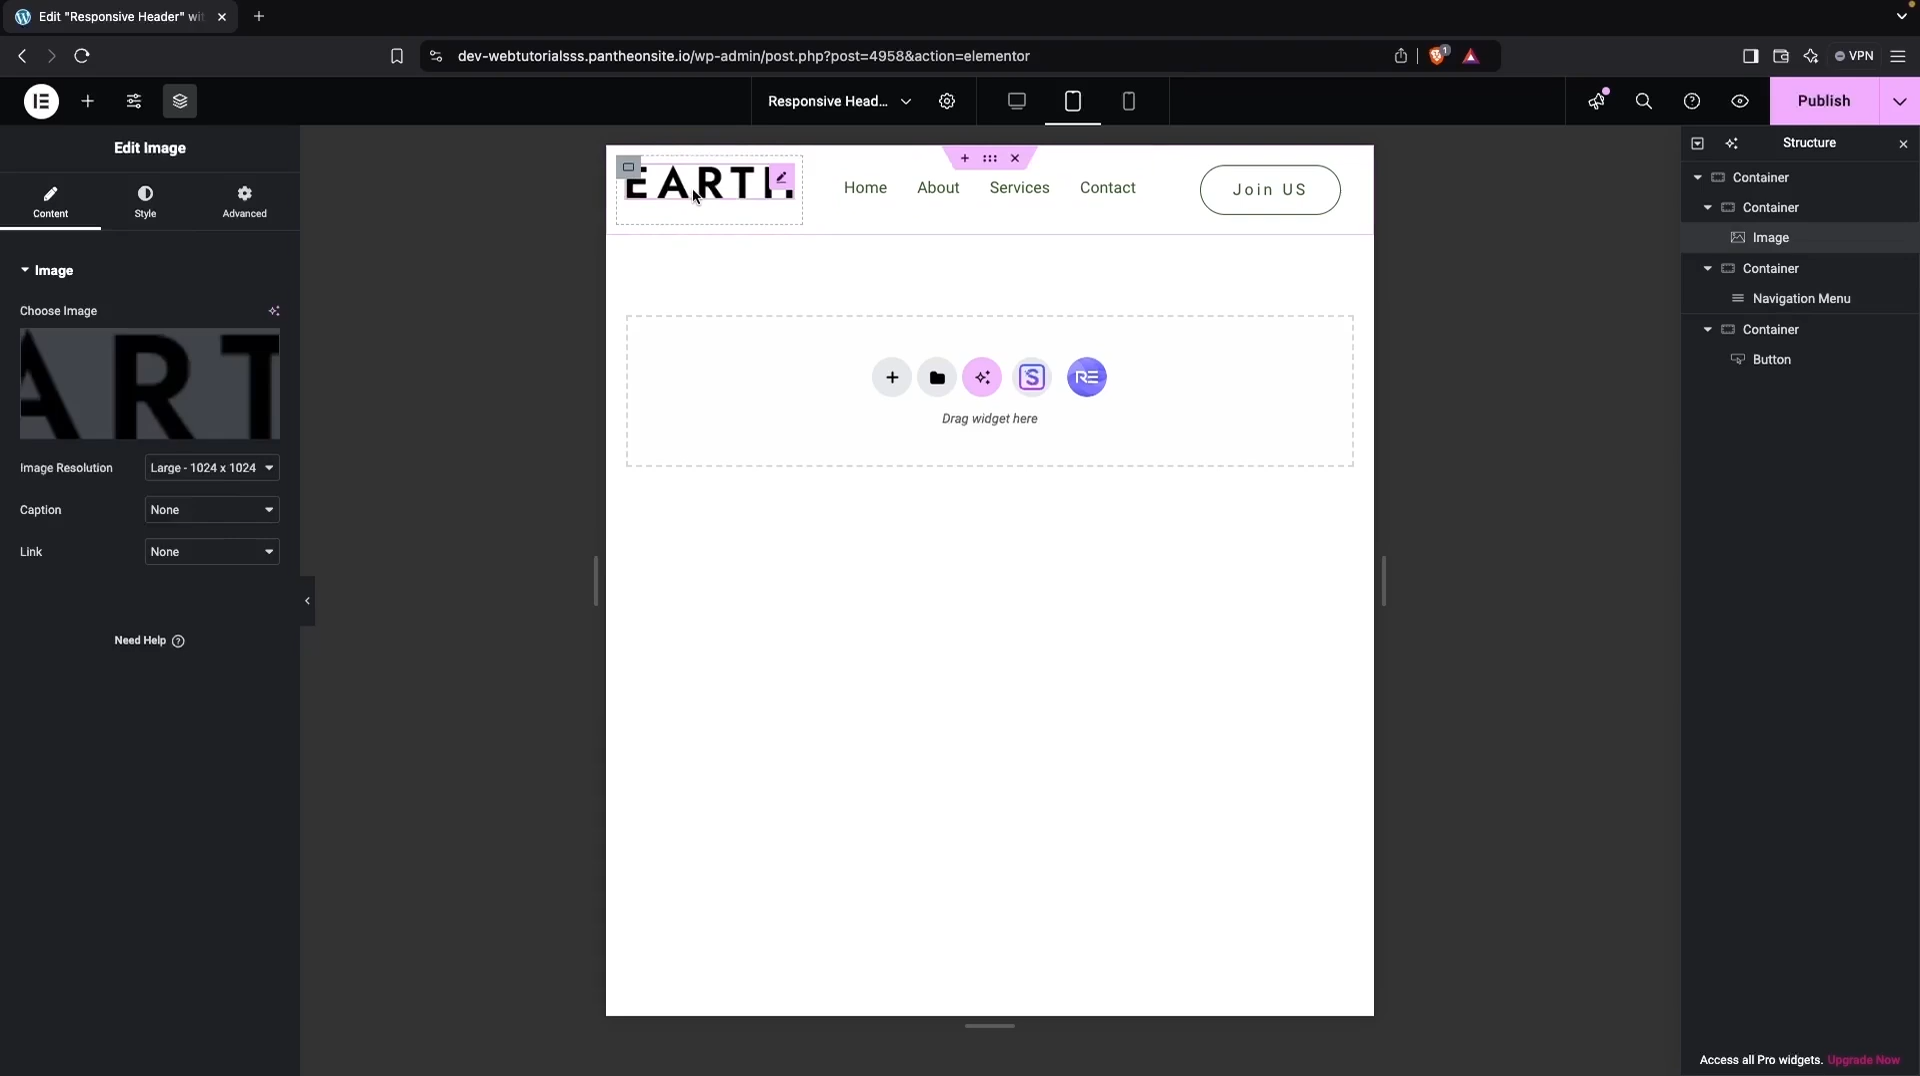 Edit "Responsive Header" wi
dev-webtutorialsss.pantheonsite.io/wp-admin/post.php?post=4958&action=elementor
1
VPN
Responsive Head...
Publish
Edit Image
Content
Style
Advanced
Image
Choose Image
ART
Image Resolution
Large - 1024 x 1024
Caption
None
Link
None
Need Help
EARTH.
Home
About
Services
Contact
Join US
S
RE
Drag widget here
Structure
Container
Container
Image
Container
Navigation Menu
Container
Button
Access all Pro widgets. Upgrade Now